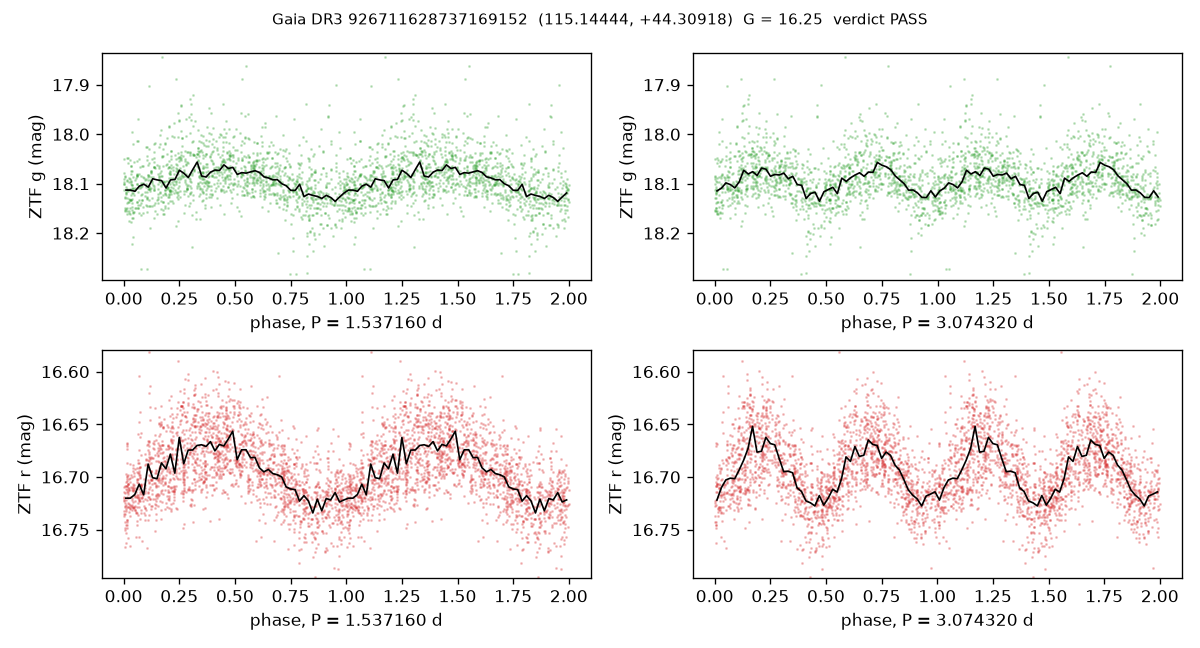 Gaia DR3 926711628737169152 (115.14444, +44.30918) G = 16.25 verdict PASS
ZTF g (mag)
17.9
18.0
18.1
18.2
0.00 0.25 0.50 0.75 1.00 1.25 1.50 1.75 2.00
phase, P = 1.537160 d
ZTF g (mag)
17.9
18.0
18.1
18.2
0.00 0.25 0.50 0.75 1.00 1.25 1.50 1.75 2.00
phase, P = 3.074320 d
ZTF r (mag)
16.60
16.65
16.70
16.75
0.00 0.25 0.50 0.75 1.00 1.25 1.50 1.75 2.00
phase, P = 1.537160 d
ZTF r (mag)
16.60
16.65
16.70
16.75
0.00 0.25 0.50 0.75 1.00 1.25 1.50 1.75 2.00
phase, P = 3.074320 d